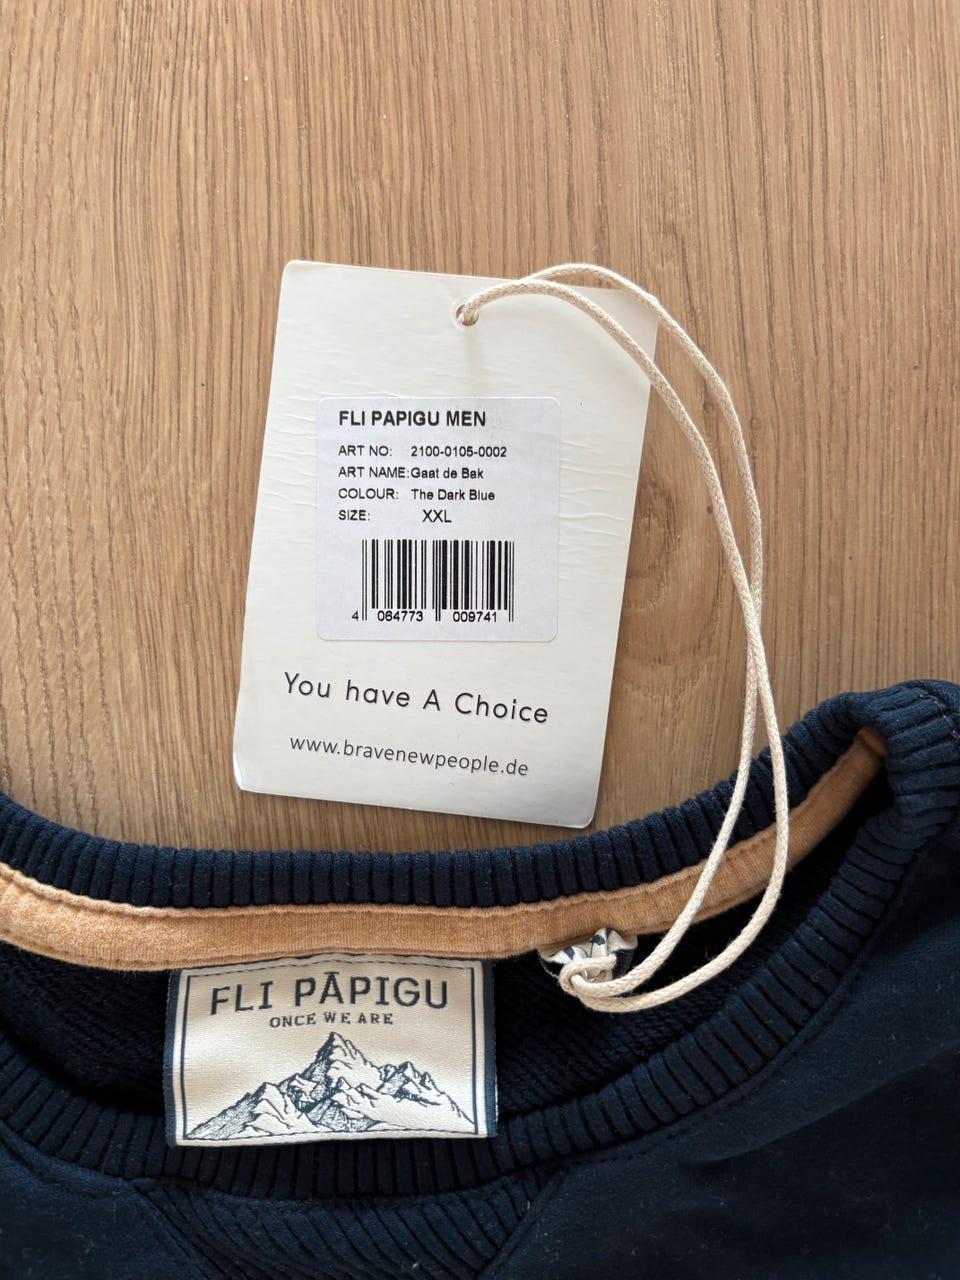 FLI PAPIGU MEN
ART NO: 2100-0105-0002
ART NAME:Gaat de Bak
COLOUR: The Dark Blue
SIZE: XXL
4 064773 009741
You have A Choice
www.bravenewpeople.de
FLI PĀPIGU
ONCE WE ARE